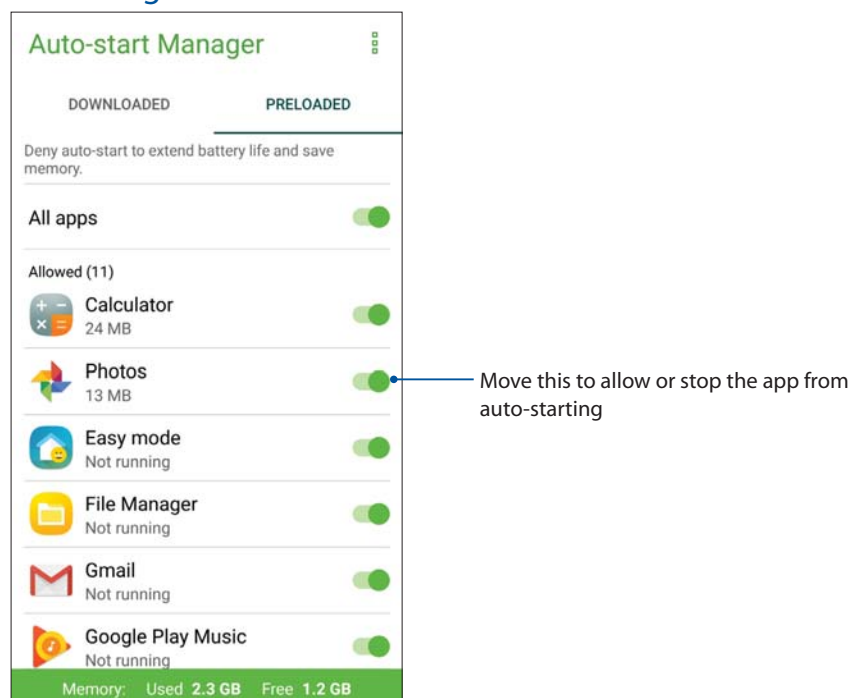 Auto-start Manager
DOWNLOADED PRELOADED
Deny auto-start to extend battery life and save
memory.
All apps
Allowed (11)
Calculator
24 MB
Photos
13 MB
Move this to allow or stop the app from
auto-starting
Easy mode
Not running
File Manager
Not running
Gmail
Not running
Google Play Music
Not running
Memory: Used 2.3 GB Free 1.2 GB